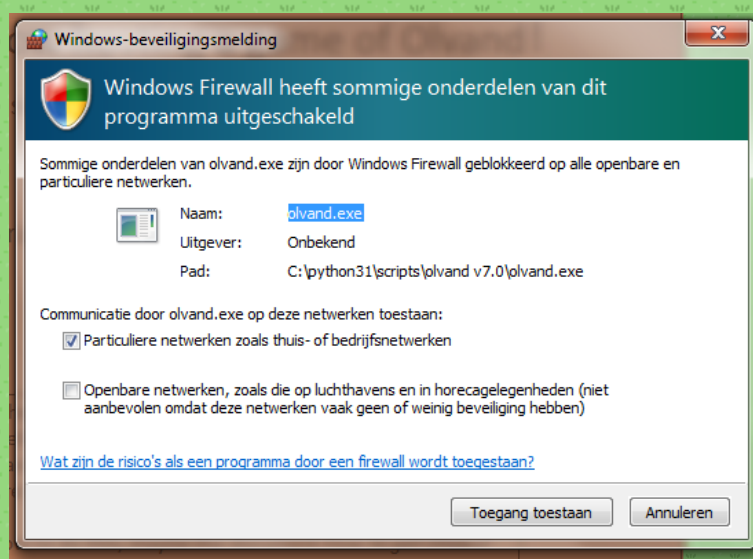 Windows-beveiligingsmelding
Windows Firewall heeft sommige onderdelen van dit
programma uitgeschakeld
Sommige onderdelen van olvand.exe zijn door Windows Firewall geblokkeerd op alle openbare en
particuliere netwerken.
Naam: olvand.exe
Uitgever: Onbekend
Pad: C:\python31\scripts\olvand v7.0\olvand.exe
Communicatie door olvand.exe op deze netwerken toestaan:
Particuliere netwerken zoals thuis- of bedrijfsnetwerken
Openbare netwerken, zoals die op luchthavens en in horecagelegenheden (niet
aanbevolen omdat deze netwerken vaak geen of weinig beveiliging hebben)
Wat zijn de risico's als een programma door een firewall wordt toegestaan?
Toegang toestaan Annuleren